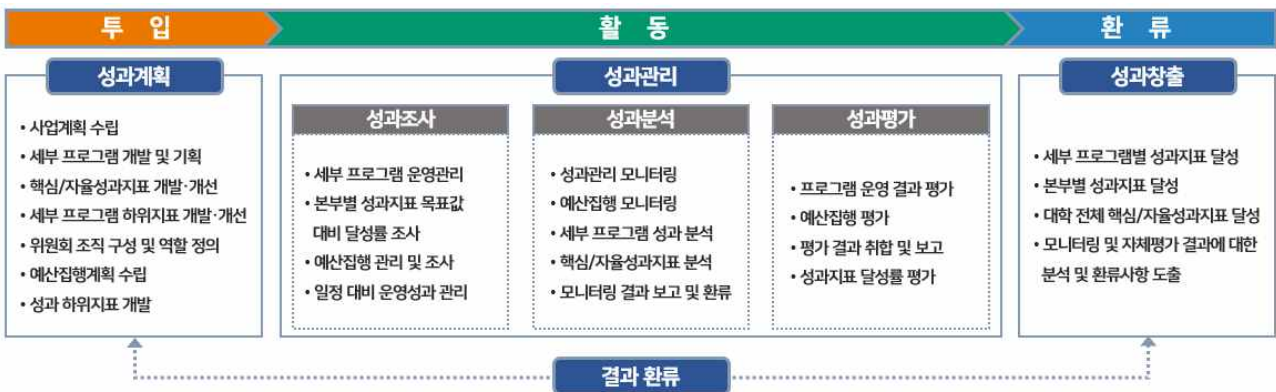 투 입
활 동
환 류
성과계획
• 사업계획 수립
• 세부 프로그램 개발 및 기획
• 핵심/자율성과지표 개발·개선
• 세부 프로그램 하위지표 개발·개선
• 위원회 조직 구성 및 역할 정의
• 예산집행계획 수립
• 성과 하위지표 개발
성과관리
성과조사
• 세부 프로그램 운영관리
• 본부별 성과지표 목표값
대비 달성률 조사
• 예산집행 관리 및 조사
• 일정 대비 운영성과 관리
성과분석
• 성과관리 모니터링
• 예산집행 모니터링
• 세부 프로그램 성과 분석
• 핵심/자율성과지표 분석
• 모니터링 결과 보고 및 환류
성과평가
• 프로그램 운영 결과 평가
• 예산집행 평가
• 평가 결과 취합 및 보고
• 성과지표 달성률 평가
성과창출
• 세부 프로그램별 성과지표 달성
• 본부별 성과지표 달성
• 대학 전체 핵심/자율성과지표 달성
• 모니터링 및 자체평가 결과에 대한
분석 및 환류사항 도출
결과 환류